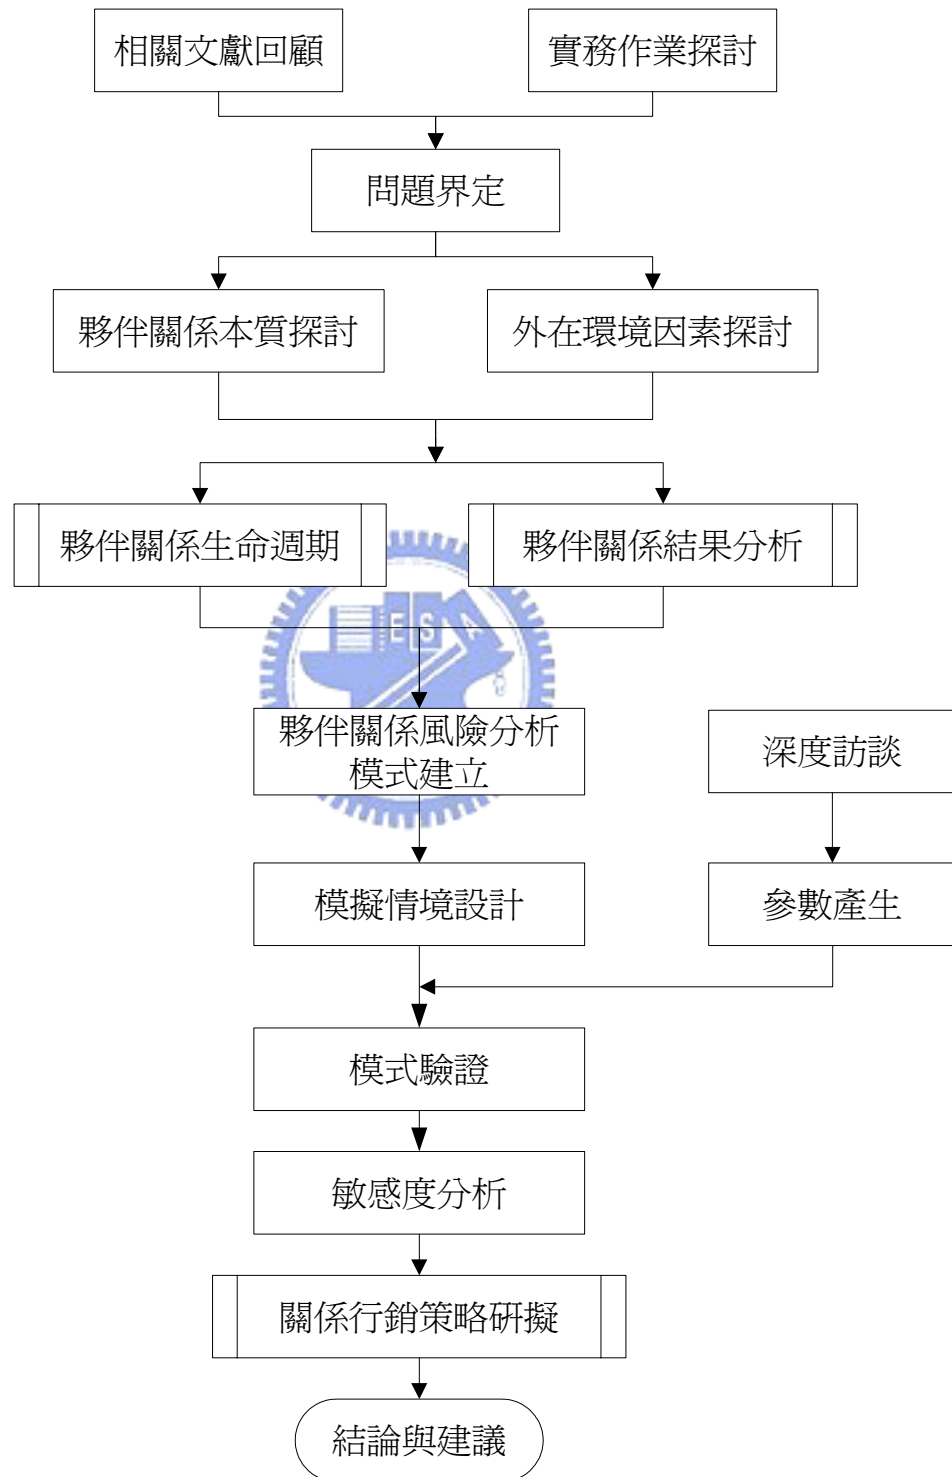 相關文獻回顧
實務作業探討
問題界定
夥伴關係本質探討
外在環境因素探討
夥伴關係生命週期
夥伴關係結果分析
ESA
夥伴關係風險分析
模式建立
深度訪談
模擬情境設計
參數產生
模式驗證
敏感度分析
關係行銷策略研擬
結論與建議